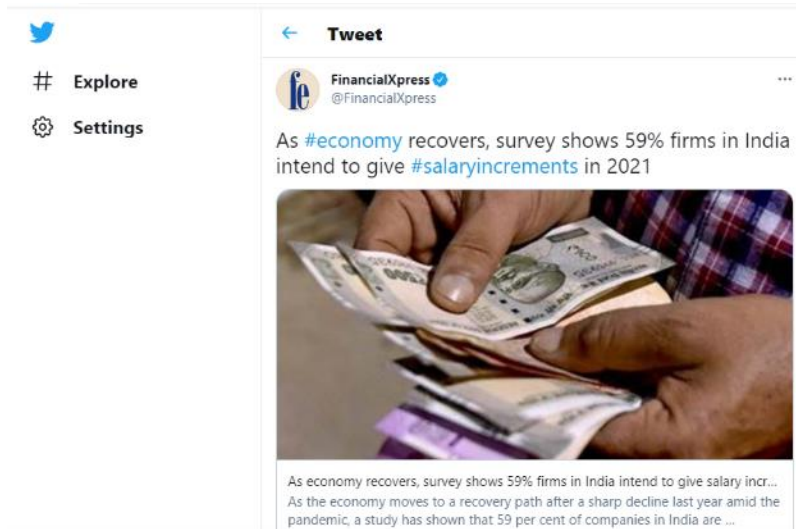 Tweet
# Explore
Settings
fe
FinancialXpress
@FinancialXpress
...
As #economy recovers, survey shows 59% firms in India
intend to give #salaryincrements in 2021
As economy recovers, survey shows 59% firms in India intend to give salary incr...
As the economy moves to a recovery path after a sharp decline last year amid the
pandemic, a study has shown that 59 per cent of companies in India are ...